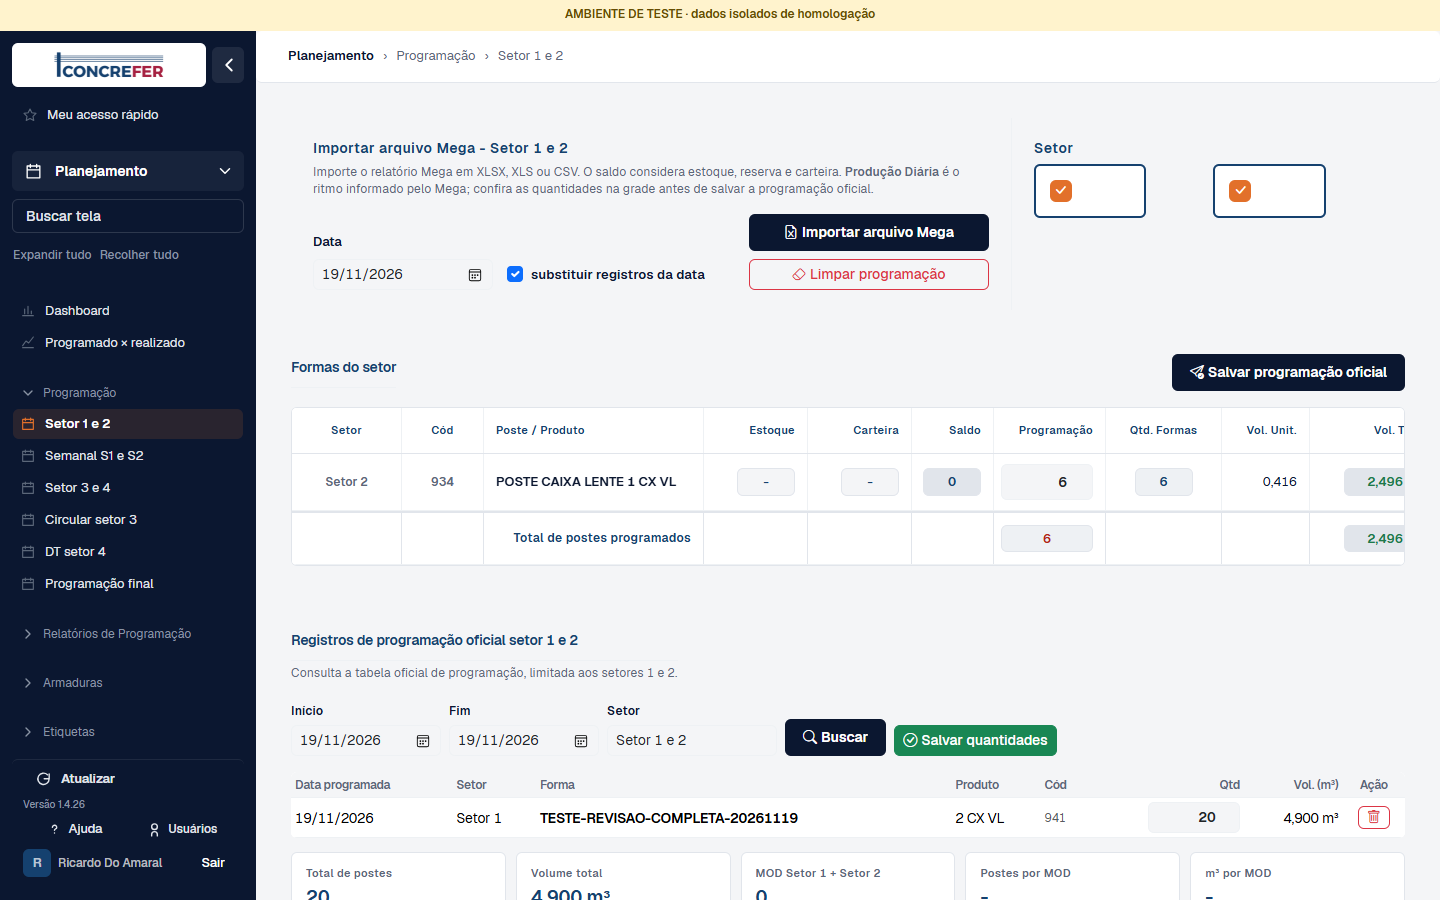 AMBIENTE DE TESTE · dados isolados de homologação
CONCREFER
Meu acesso rápido
Planejamento
Buscar tela
Expandir tudo Recolher tudo
Dashboard
Programado × realizado
Programação
Setor 1 e 2
Semanal S1 e S2
Setor 3 e 4
Circular setor 3
DT setor 4
Programação final
Relatórios de Programação
Armaduras
Etiquetas
Atualizar
Versão 1.4.26
? Ajuda Usuários
R Ricardo Do Amaral Sair
Planejamento › Programação › Setor 1 e 2
Importar arquivo Mega - Setor 1 e 2
Importe o relatório Mega em XLSX, XLS ou CSV. O saldo considera estoque, reserva e carteira. Produção Diária é o
ritmo informado pelo Mega; confira as quantidades na grade antes de salvar a programação oficial.
Data
19/11/2026
substituir registros da data
Importar arquivo Mega
Limpar programação
Setor
Formas do setor
Salvar programação oficial
Setor Cód Poste / Produto Estoque Carteira Saldo Programação Qtd. Formas Vol. Unit. Vol. T
Setor 2 934 POSTE CAIXA LENTE 1 CX VL - - 0 6 6 0,416 2,496
Total de postes programados 6 2,496
Registros de programação oficial setor 1 e 2
Consulta a tabela oficial de programação, limitada aos setores 1 e 2.
Início Fim Setor
19/11/2026 19/11/2026 Setor 1 e 2 Buscar Salvar quantidades
Data programada Setor Forma Produto Cód Qtd Vol. (m³) Ação
19/11/2026 Setor 1 TESTE-REVISAO-COMPLETA-20261119 2 CX VL 941 20 4,900 m³
Total de postes Volume total MOD Setor 1 + Setor 2 Postes por MOD m³ por MOD
20 4.900 m³ 0 - -